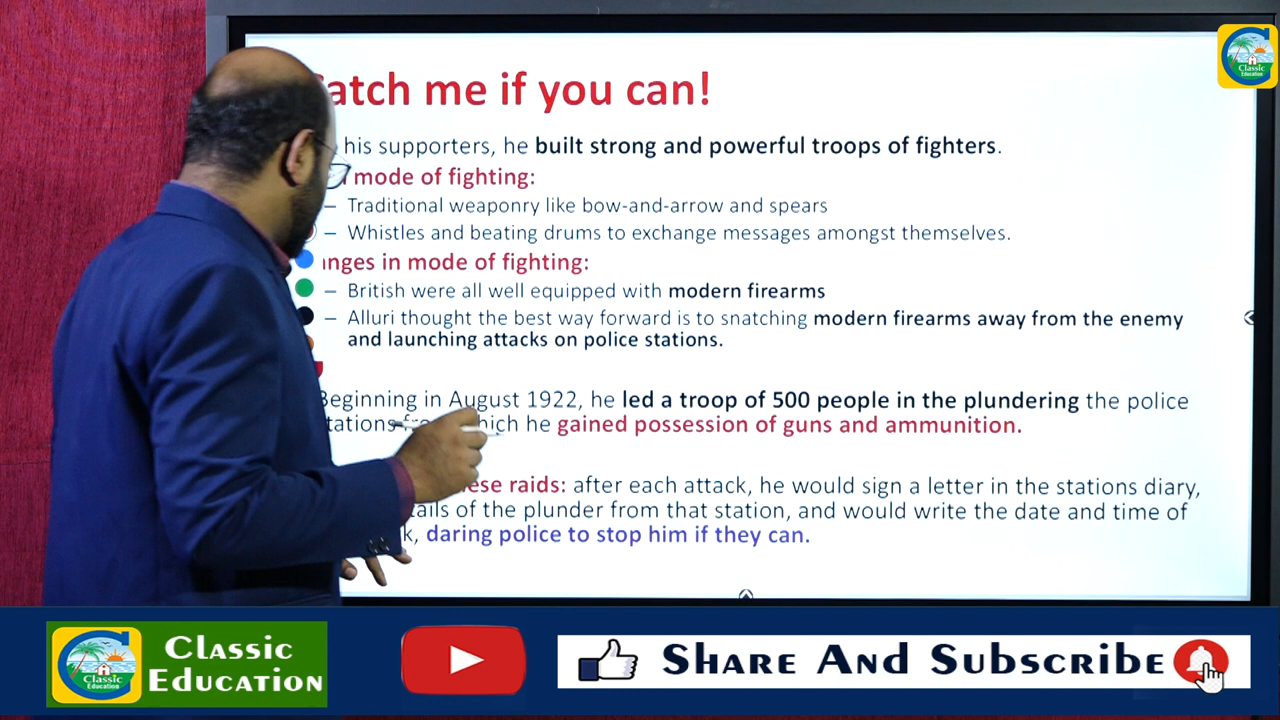 atch me if you can!
his supporters, he built strong and powerful troops of fighters.
mode of fighting:
– Traditional weaponry like bow-and-arrow and spears
– Whistles and beating drums to exchange messages amongst themselves.
anges in mode of fighting:
– British were all well equipped with modern firearms
– Alluri thought the best way forward is to snatching modern firearms away from the enemy
and launching attacks on police stations.
Beginning in August 1922, he led a troop of 500 people in the plundering the police
tations which he gained possession of guns and ammunition.
ese raids: after each attack, he would sign a letter in the stations diary,
tails of the plunder from that station, and would write the date and time of
k, daring police to stop him if they can.
Classic
Education
Classic
Education
Classic
Education
Share And Subscribe